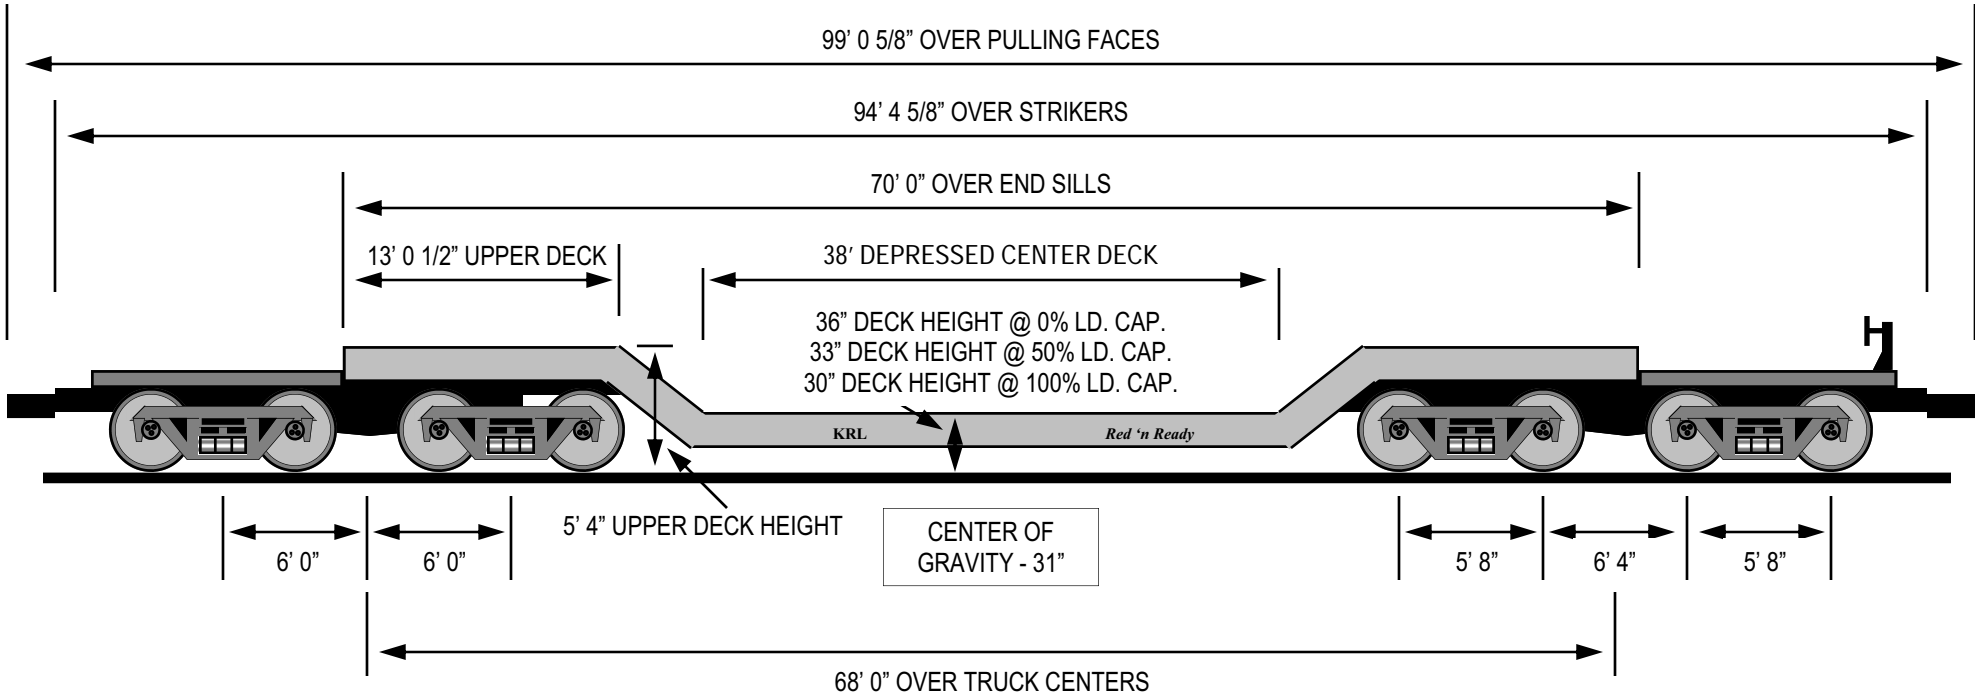 99’ 0 5/8” OVER PULLING FACES
94’ 4 5/8” OVER STRIKERS
70’ 0” OVER END SILLS
13’ 0 1/2” UPPER DECK
38′ DEPRESSED CENTER DECK
36” DECK HEIGHT @ 0% LD. CAP.
33” DECK HEIGHT @ 50% LD. CAP.
30” DECK HEIGHT @ 100% LD. CAP.
KRL
Red ‘n Ready
5’ 4” UPPER DECK HEIGHT
CENTER OF
GRAVITY - 31”
6’ 0”
6’ 0”
5’ 8”
6’ 4”
5’ 8”
68’ 0” OVER TRUCK CENTERS